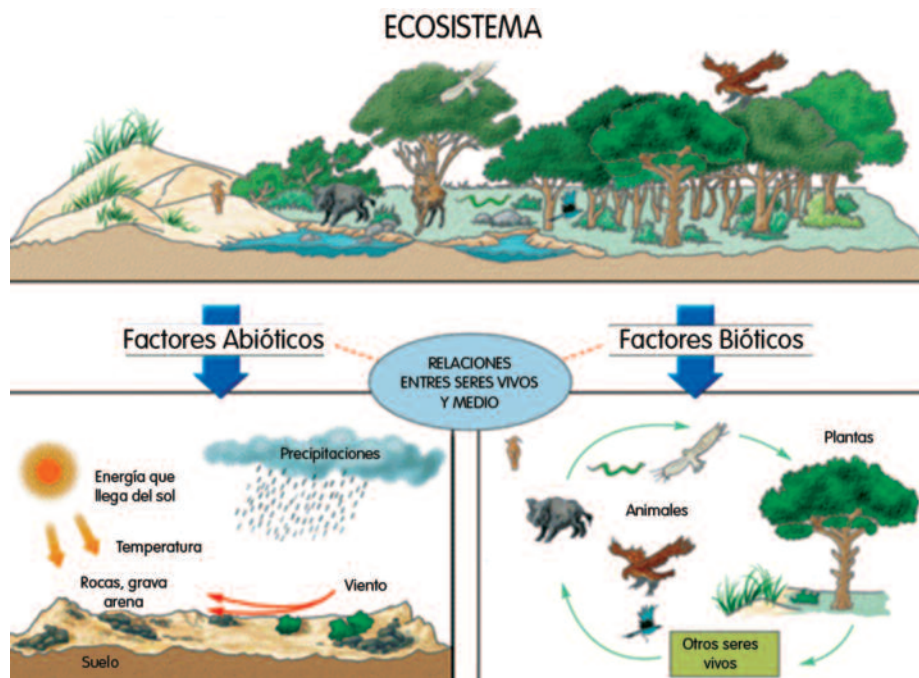 ECOSISTEMA
Factores Abióticos
Factores Bióticos
RELACIONES
ENTRES SERES VIVOS
Y MEDIO
Precipitaciones
Energía que
llega del sol
Temperatura
Rocas, grava
arena
Viento
Suelo
Plantas
Animales
Otros seres
vivos